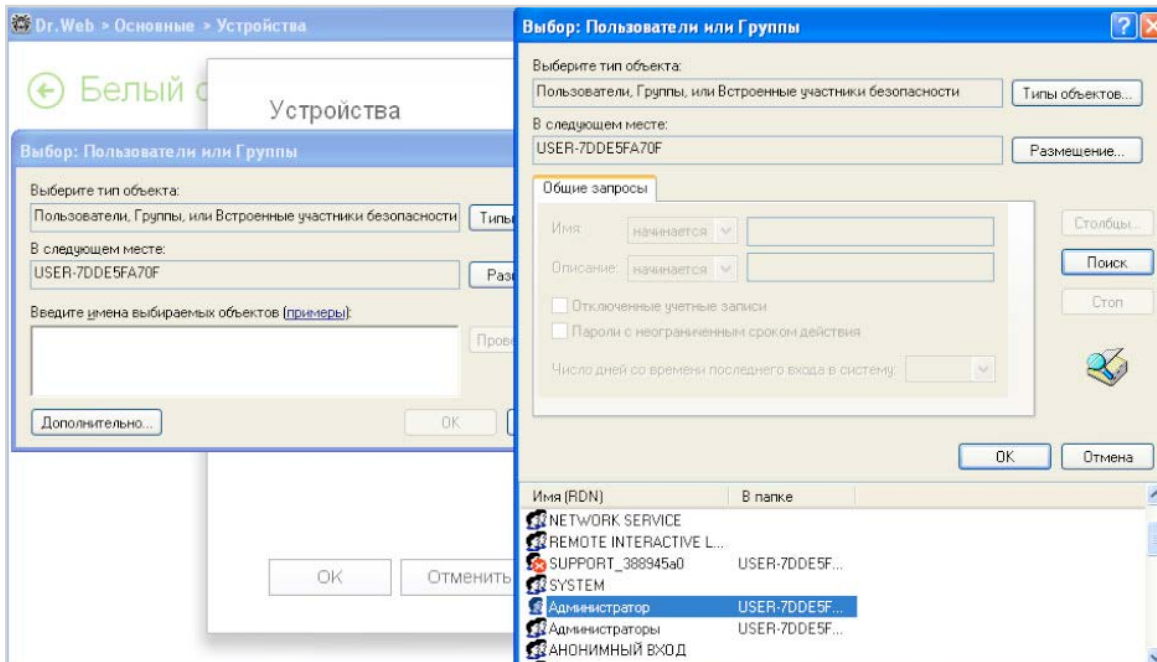 Dr.Web > Основные > Устройства
Белый
Устройства
Выбор: Пользователи или Группы
Выберите тип объекта:
Пользователи, Группы, или Встроенные участники безопасности
В следующем месте:
USER-7DDE5FA70F
Введите имена выбираемых объектов (примеры):
Дополнительно...
OK
OK
Отменить
Выбор: Пользователи или Группы
Выберите тип объекта:
Пользователи, Группы, или Встроенные участники безопасности
Типы объектов...
В следующем месте:
USER-7DDE5FA70F
Размещение...
Общие запросы
Имя: начинается
Описание: начинается
Отключенные учетные записи
Пароли с неограниченным сроком действия
Число дней со времени последнего входа в систему:
Столбцы...
Поиск
Стоп
OK
Отмена
Имя (RDN) В папке
NETWORK SERVICE
REMOTE INTERACTIVE L...
SUPPORT_388945a0 USER-7DDE5F...
SYSTEM
Администратор USER-7DDE5F...
Администраторы USER-7DDE5F...
АНОНИМНЫЙ ВХОД